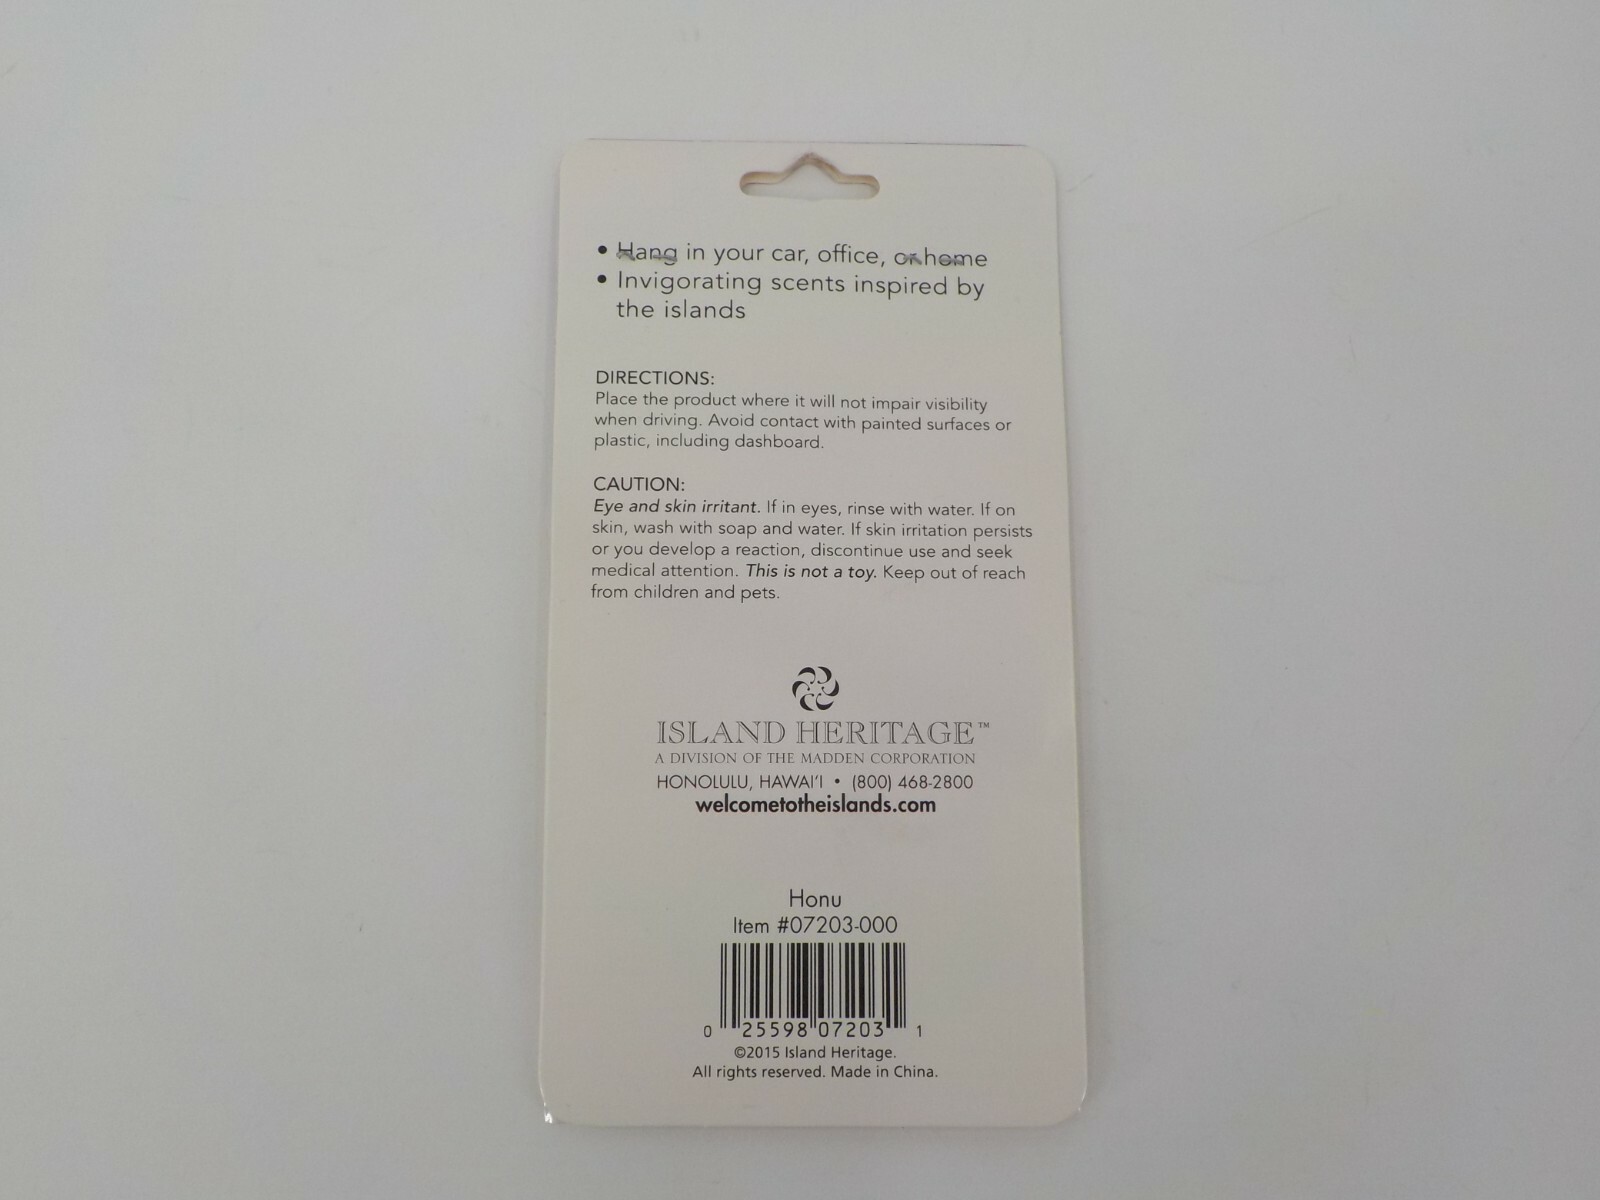 • Hang in your car, office, or home
• Invigorating scents inspired by
the islands
DIRECTIONS:
Place the product where it will not impair visibility
when driving. Avoid contact with painted surfaces or
plastic, including dashboard.
CAUTION:
Eye and skin irritant. If in eyes, rinse with water. If on
skin, wash with soap and water. If skin irritation persists
or you develop a reaction, discontinue use and seek
medical attention. This is not a toy. Keep out of reach
from children and pets.
ISLAND HERITAGE™
A DIVISION OF THE MADDEN CORPORATION
HONOLULU, HAWAI‘I • (800) 468-2800
welcometotheislands.com
Honu
Item #07203-000
0 25598 07203 1
©2015 Island Heritage.
All rights reserved. Made in China.